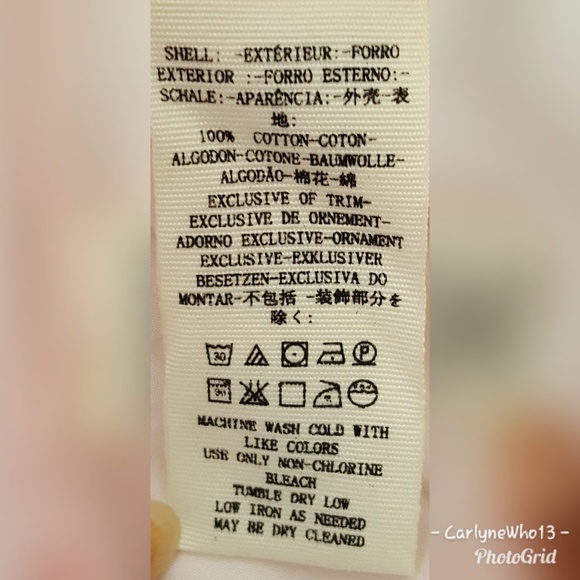 SHELL: -EXTÉRIEUR:-FORRO
EXTERIOR :-FORRO ESTERNO:-
SCHALE:-APARÊNCIA:-外壳-表
地:
100% COTTON-COTON-
ALGODON-COTONE-BAUMWOLLE-
ALGODÃO-棉花-綿
EXCLUSIVE OF TRIM-
EXCLUSIVE DE ORNEMENT-
ADORNO EXCLUSIVE-ORNAMENT
EXCLUSIVE-EXKLUSIVER
BESETZEN-EXCLUSIVA DO
MONTAR-不包括 -装飾部分を
除く:
30 P
MACHINE WASH COLD WITH
LIKE COLORS
USE ONLY NON-CHLORINE
BLEACH
TUMBLE DRY LOW
LOW IRON AS NEEDED
MAY BE DRY CLEANED
- CarlyneWho13 -
PhotoGrid